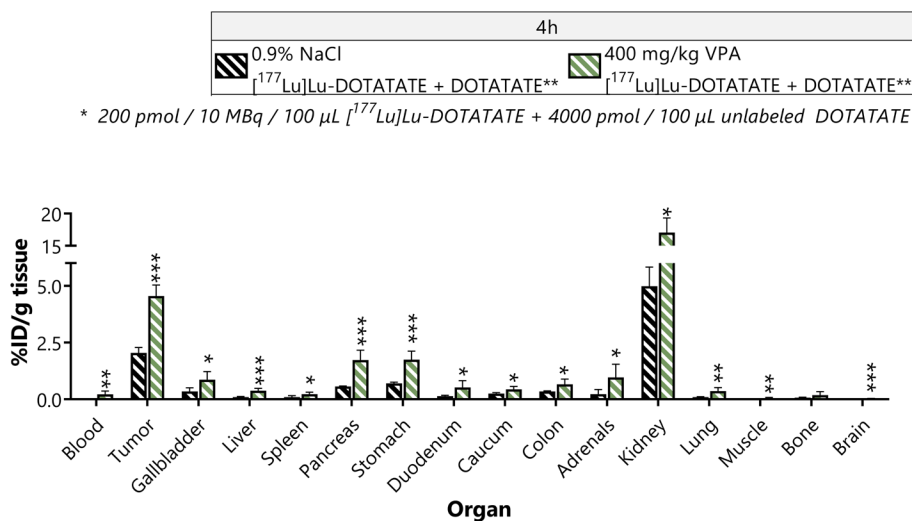 4h
0.9% NaCl 400 mg/kg VPA
[¹⁷⁷Lu]Lu-DOTATATE + DOTATATE** [¹⁷⁷Lu]Lu-DOTATATE + DOTATATE**
* 200 pmol / 10 MBq / 100 µL [¹⁷⁷Lu]Lu-DOTATATE + 4000 pmol / 100 µL unlabeled DOTATATE
%ID/g tissue
20
15
5.0
2.5
0.0
** *** * *** * *** *** * * * * * ** ** ***
Blood Tumor Gallbladder Liver Spleen Pancreas Stomach Duodenum Caucum Colon Adrenals Kidney Lung Muscle Bone Brain
Organ